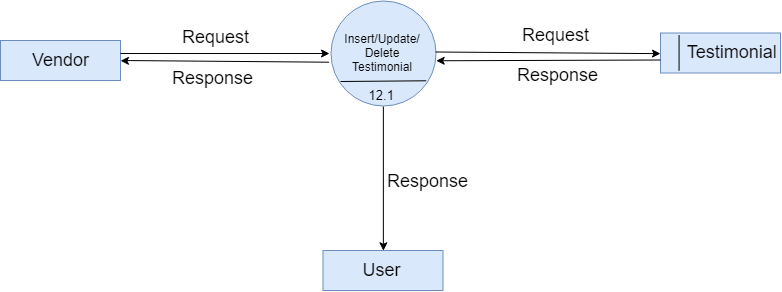 Request
Vendor
Response
Insert/Update/
Delete
Testimonial
12.1
Request
Response
Testimonial
Response
User